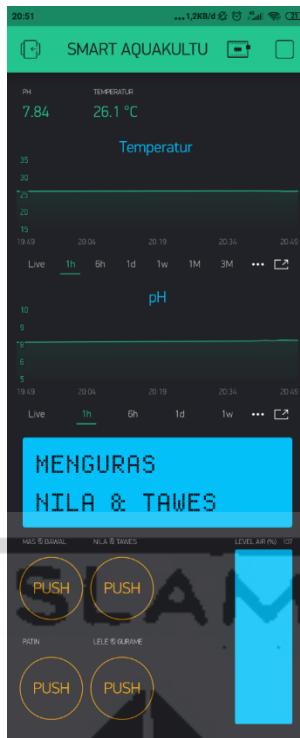 20:51
...1,2KB/d
SMART AQUAKULTU
PH
TEMPERATUR
7.84
26.1 °C
Temperatur
35
30
25
20
15
19.49 20.04 20.19 20.34 20.49
Live 1h 6h 1d 1w 1M 3M •••
pH
10
9
8
6
5
19.49 20.04 20.19 20.34 20.49
Live 1h 6h 1d 1w •••
MENGURAS
NILA & TAWES
MAS & BAWAL NILA & TAWES LEVEL AIR (%) 107
PUSH PUSH
SLAM
PATIN LELE & GURAME
PUSH PUSH